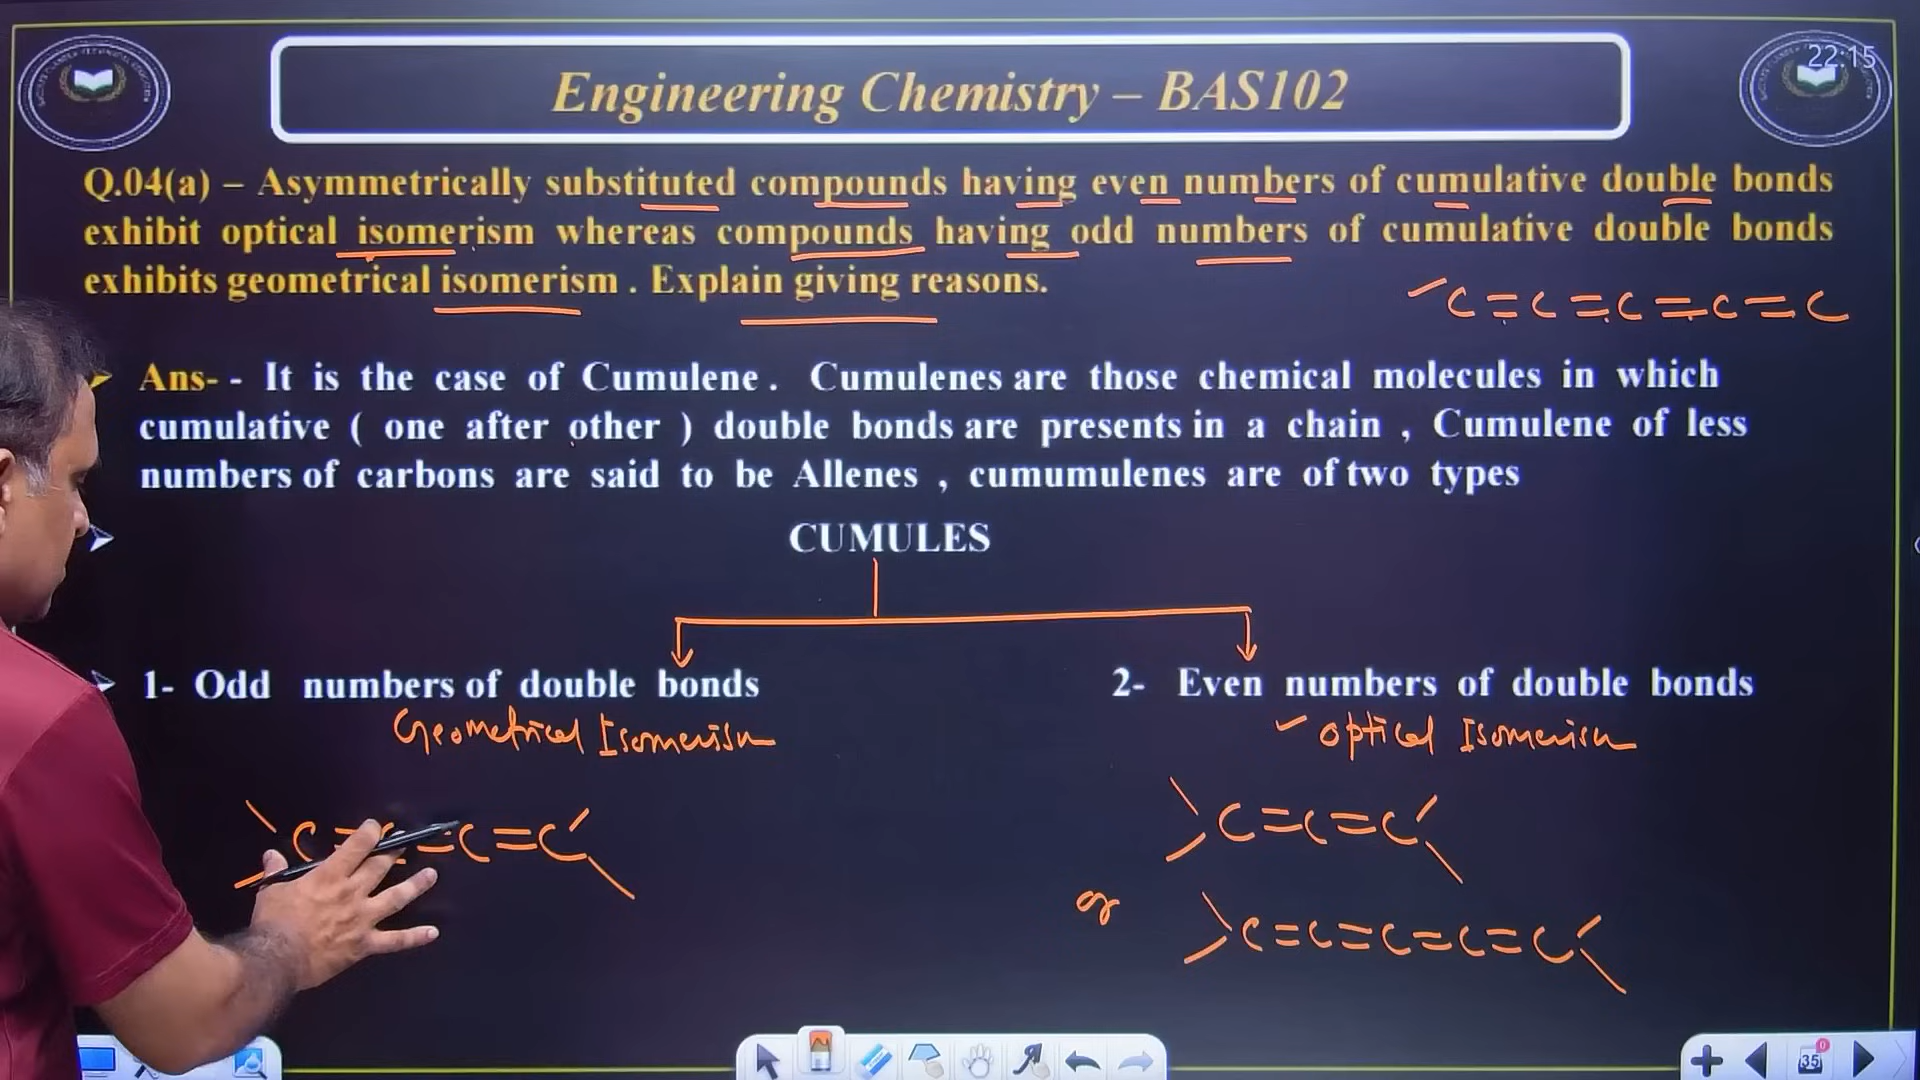 22:15
Engineering Chemistry – BAS102
Q.04(a) – Asymmetrically substituted compounds having even numbers of cumulative double bonds
exhibit optical isomerism whereas compounds having odd numbers of cumulative double bonds
exhibits geometrical isomerism . Explain giving reasons.
C=C=C=C=C
Ans- - It is the case of Cumulene . Cumulenes are those chemical molecules in which
cumulative ( one after other ) double bonds are presents in a chain , Cumulene of less
numbers of carbons are said to be Allenes , cumumulenes are of two types
CUMULES
1- Odd numbers of double bonds
2- Even numbers of double bonds
Geometrical Isomerism
optical Isomerism
C=C=C=C
C=C=C
or
C=C=C=C=C
35
0